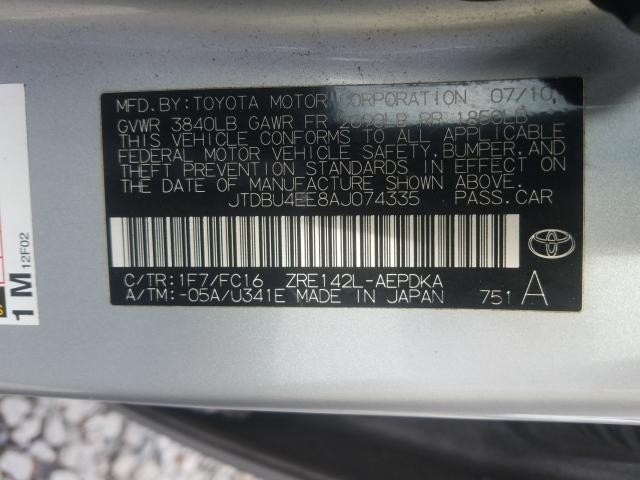 MFD. BY: TOYOTA MOTOR CORPORATION 07/10
GVWR 3840LB GAWR FR RR 1850LB
THIS VEHICLE CONFORMS TO ALL APPLICABLE
FEDERAL MOTOR VEHICLE SAFETY, BUMPER, AND
THEFT PREVENTION STANDARDS IN EFFECT ON
THE DATE OF MANUFACTURE SHOWN ABOVE.
PASS. CAR
C/TR: 1F7/FC16 ZRE142L-AEPDKA
A/TM: -05A/U341E MADE IN JAPAN 751 A
1 M
12F02